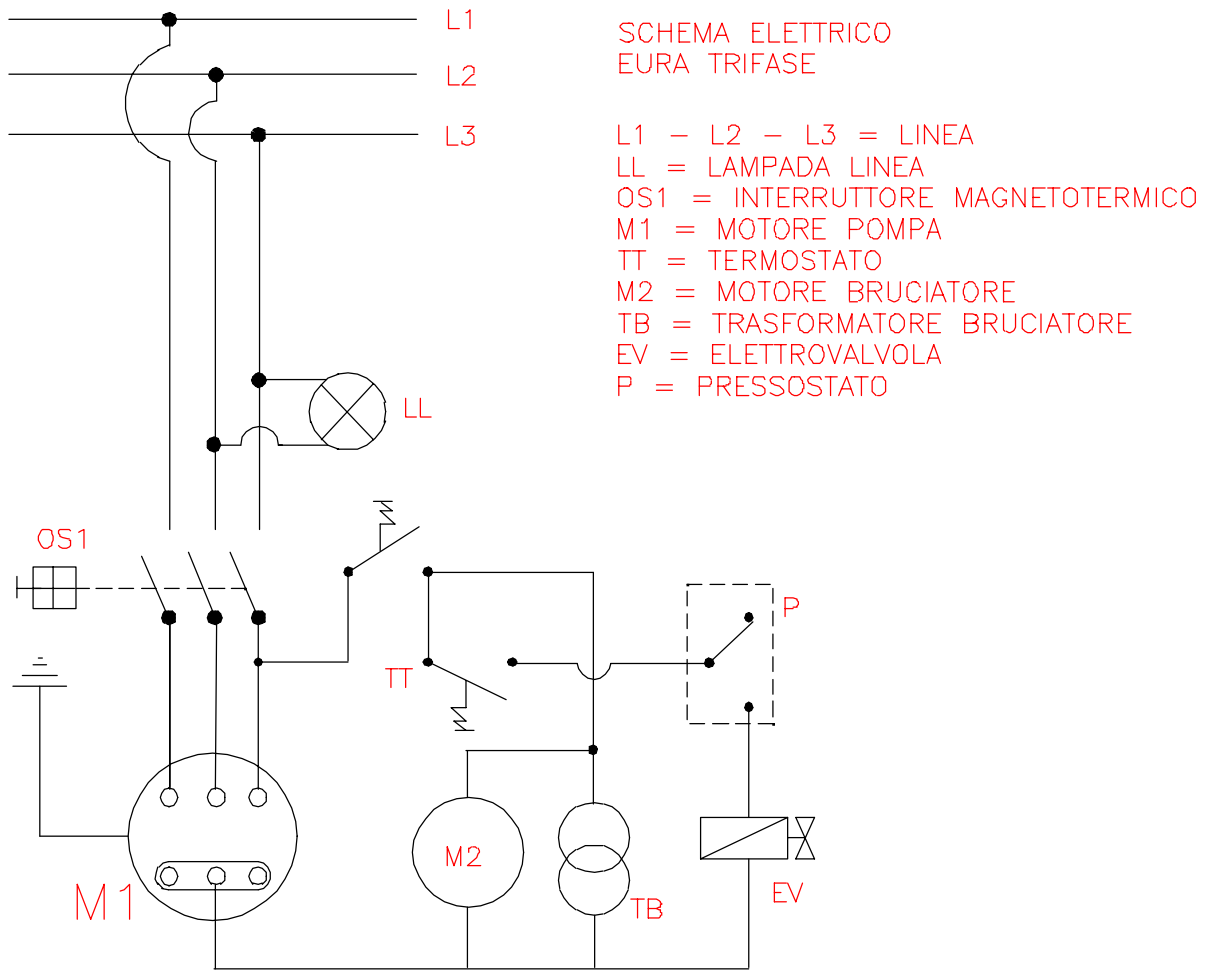 L1
SCHEMA ELETTRICO
EURA TRIFASE
L2
L3
L1 - L2 - L3 = LINEA
LL = LAMPADA LINEA
OS1 = INTERRUTTORE MAGNETOTERMICO
M1 = MOTORE POMPA
TT = TERMOSTATO
M2 = MOTORE BRUCIATORE
TB = TRASFORMATORE BRUCIATORE
EV = ELETTROVALVOLA
P = PRESSOSTATO
LL
OS1
P
TT
M2
M1
TB
EV